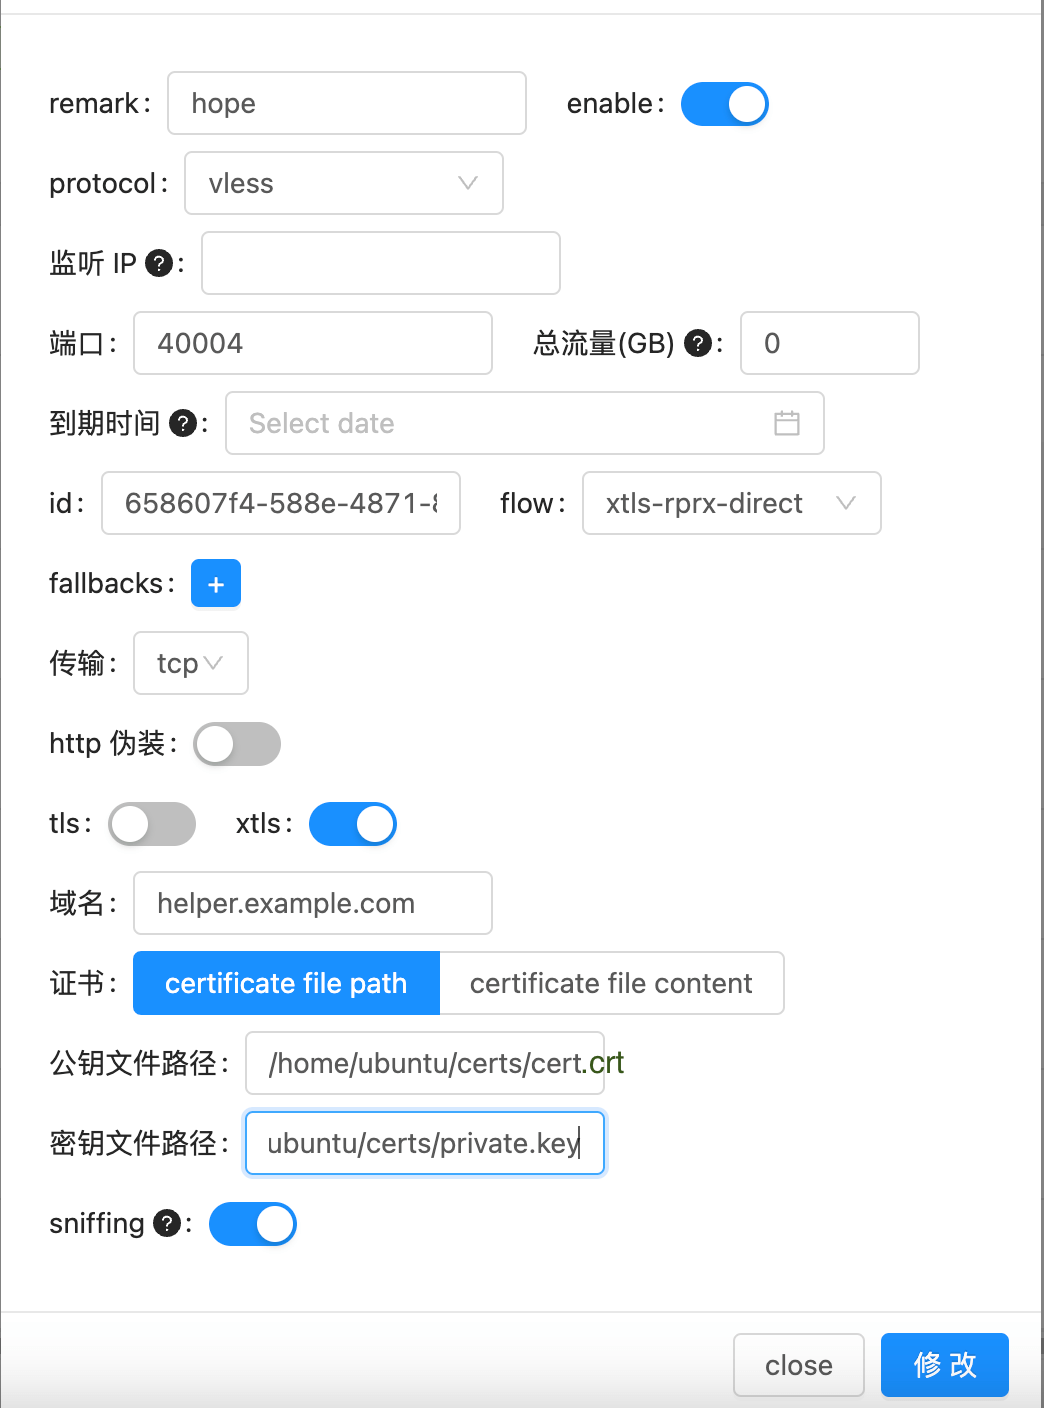 remark: hope enable:
protocol: vless
监听 IP ?:
端口: 40004 总流量(GB) ?: 0
到期时间 ?: Select date
id: 658607f4-588e-4871- flow: xtls-rprx-direct
fallbacks: +
传输: tcp
http 伪装:
tls: xtls:
域名: helper.example.com
证书: certificate file path certificate file content
公钥文件路径: /home/ubuntu/certs/cert.crt
密钥文件路径: ubuntu/certs/private.key
sniffing ?:
close 修 改